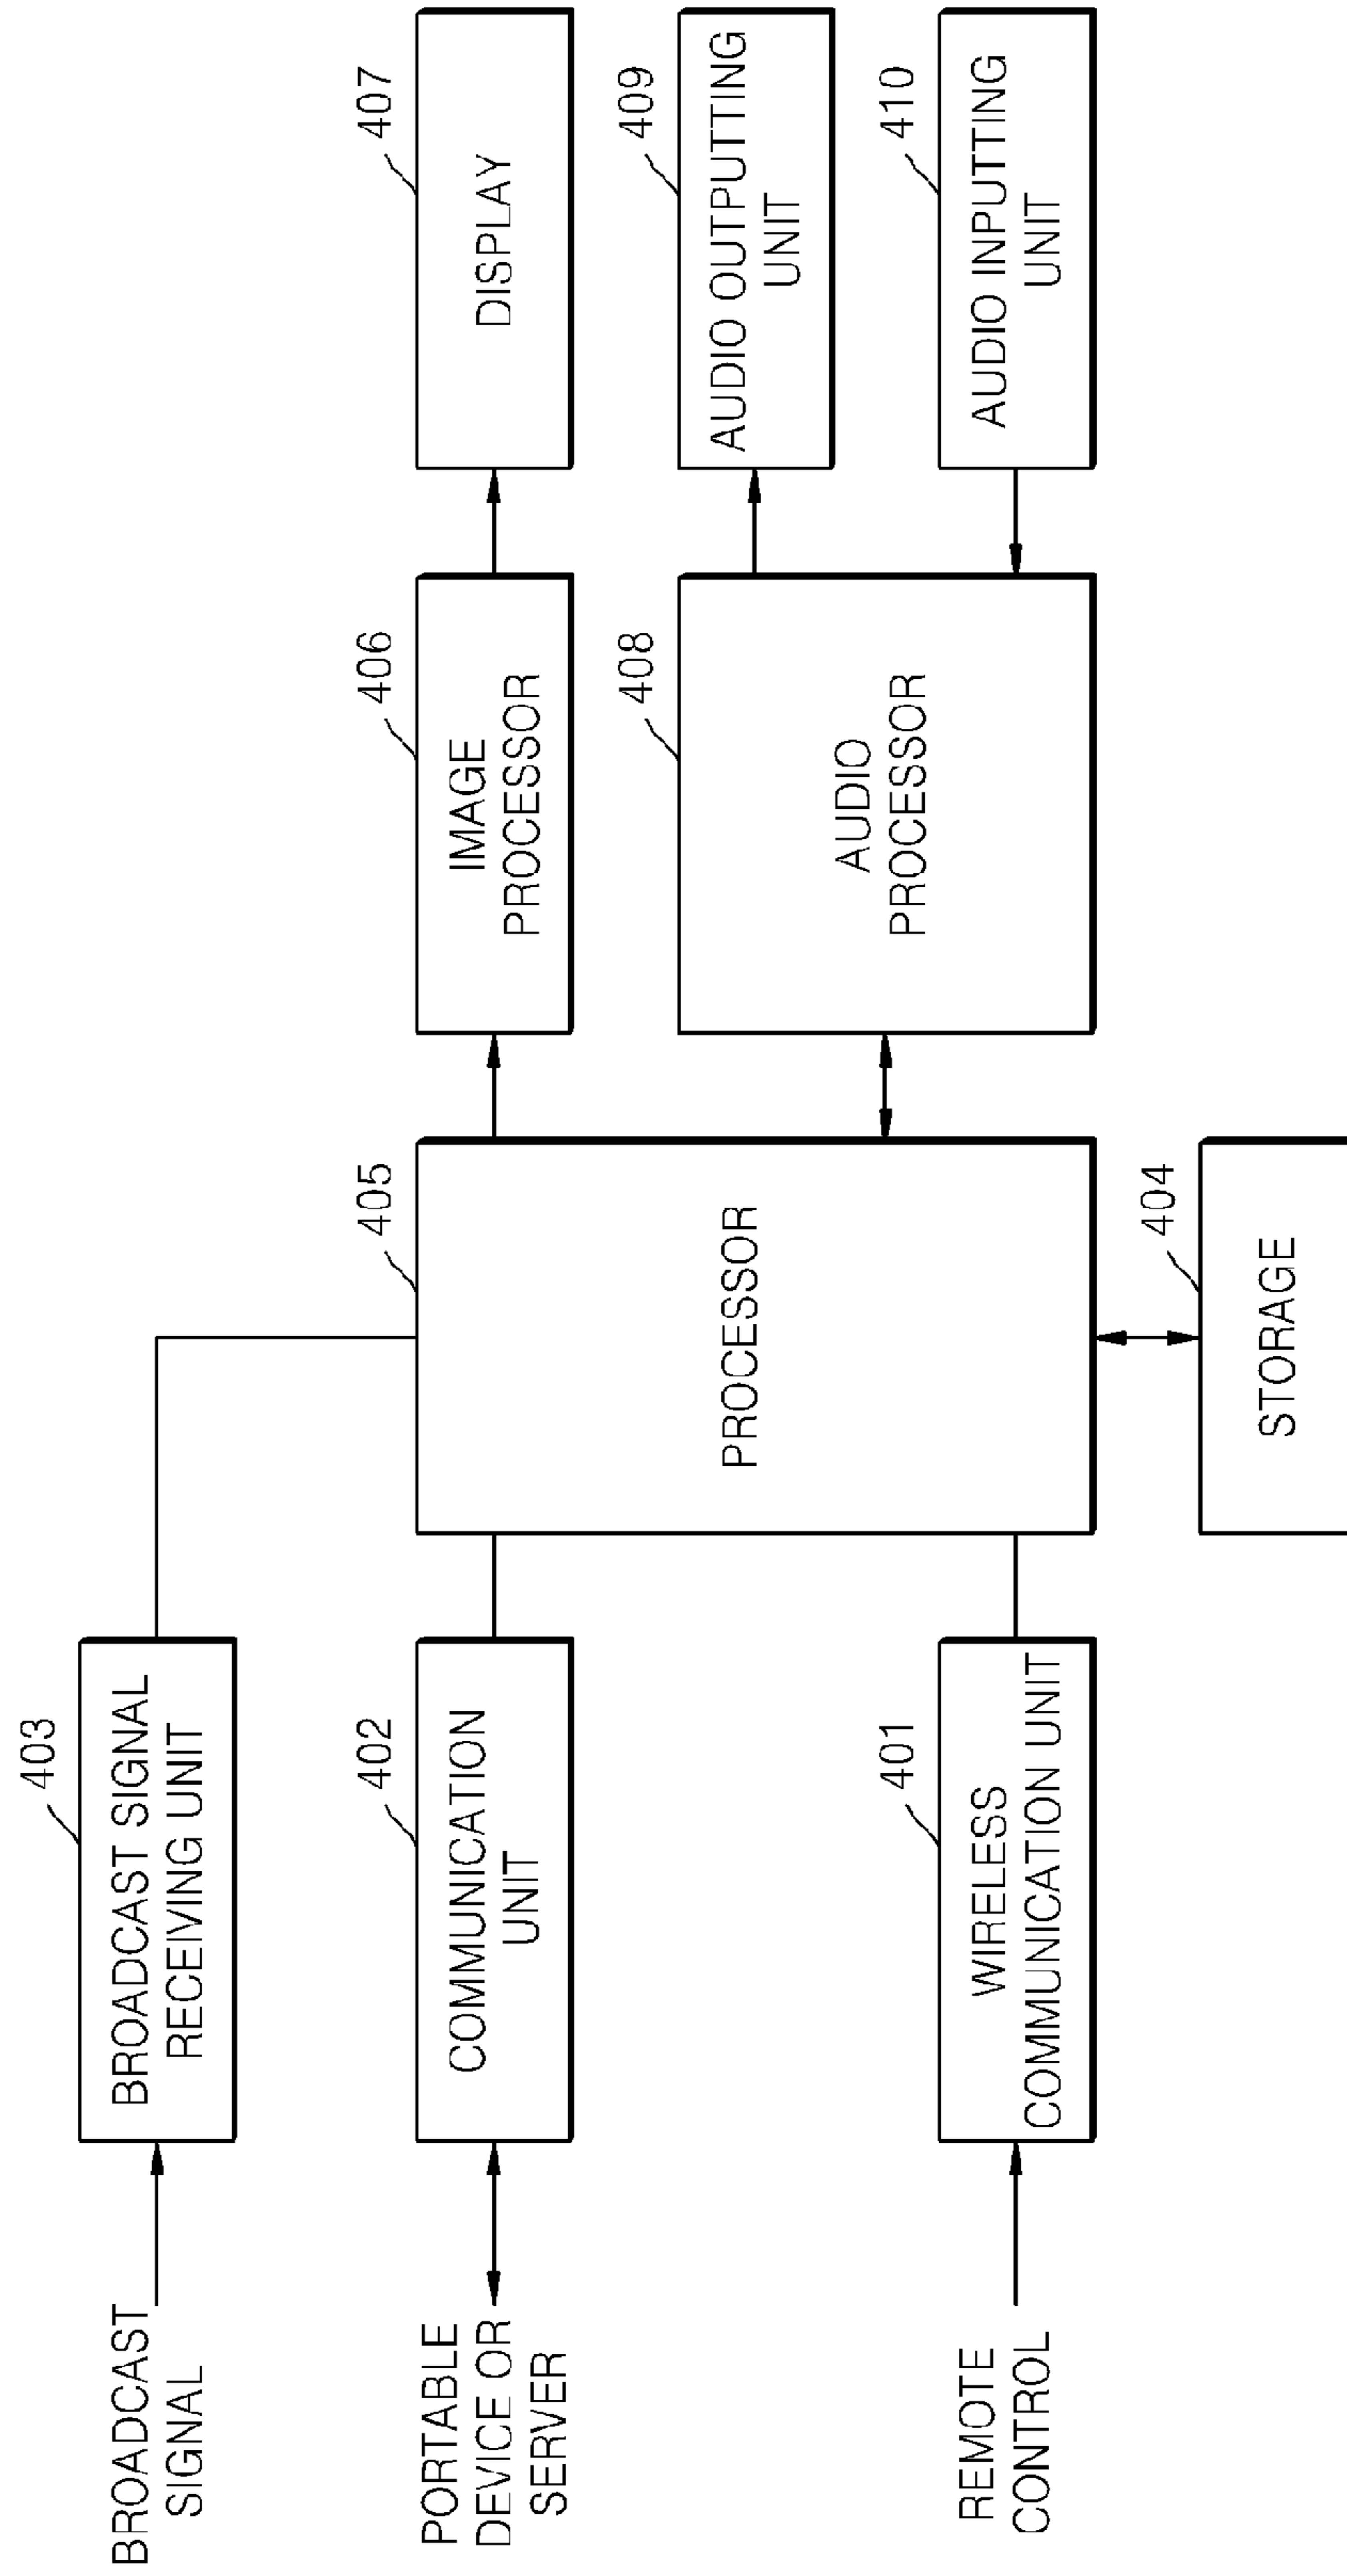 BROADCAST
SIGNAL
403
BROADCAST SIGNAL
RECEIVING UNIT
PORTABLE
DEVICE OR
SERVER
402
COMMUNICATION
UNIT
405
PROCESSOR
406
IMAGE
PROCESSOR
407
DISPLAY
408
AUDIO
PROCESSOR
409
AUDIO OUTPUTTING
UNIT
REMOTE
CONTROL
401
WIRELESS
COMMUNICATION UNIT
410
AUDIO INPUTTING
UNIT
404
STORAGE